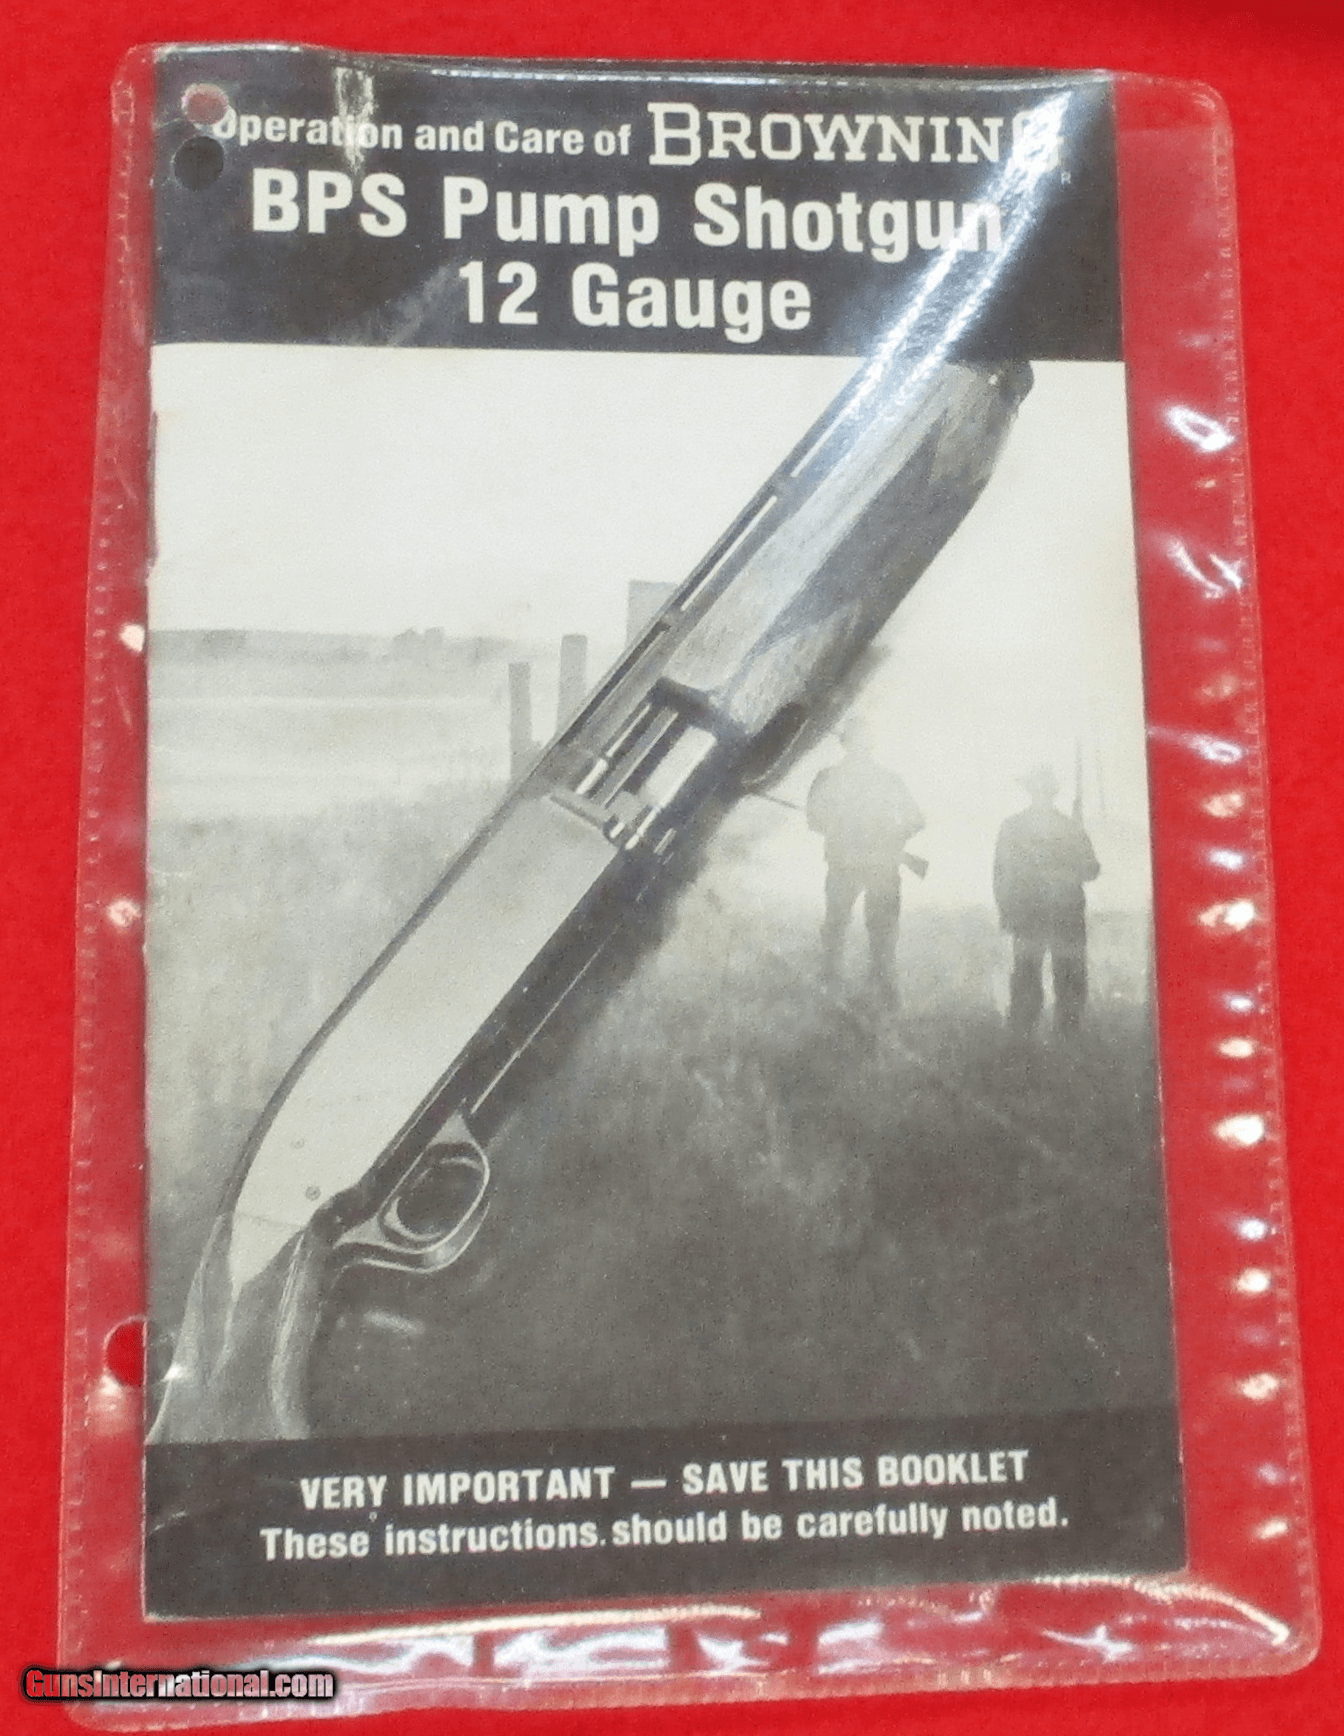 Operation and Care of BROWNING
R
BPS Pump Shotgun
12 Gauge
VERY IMPORTANT — SAVE THIS BOOKLET
These instructions should be carefully noted.
GunsInternational.com